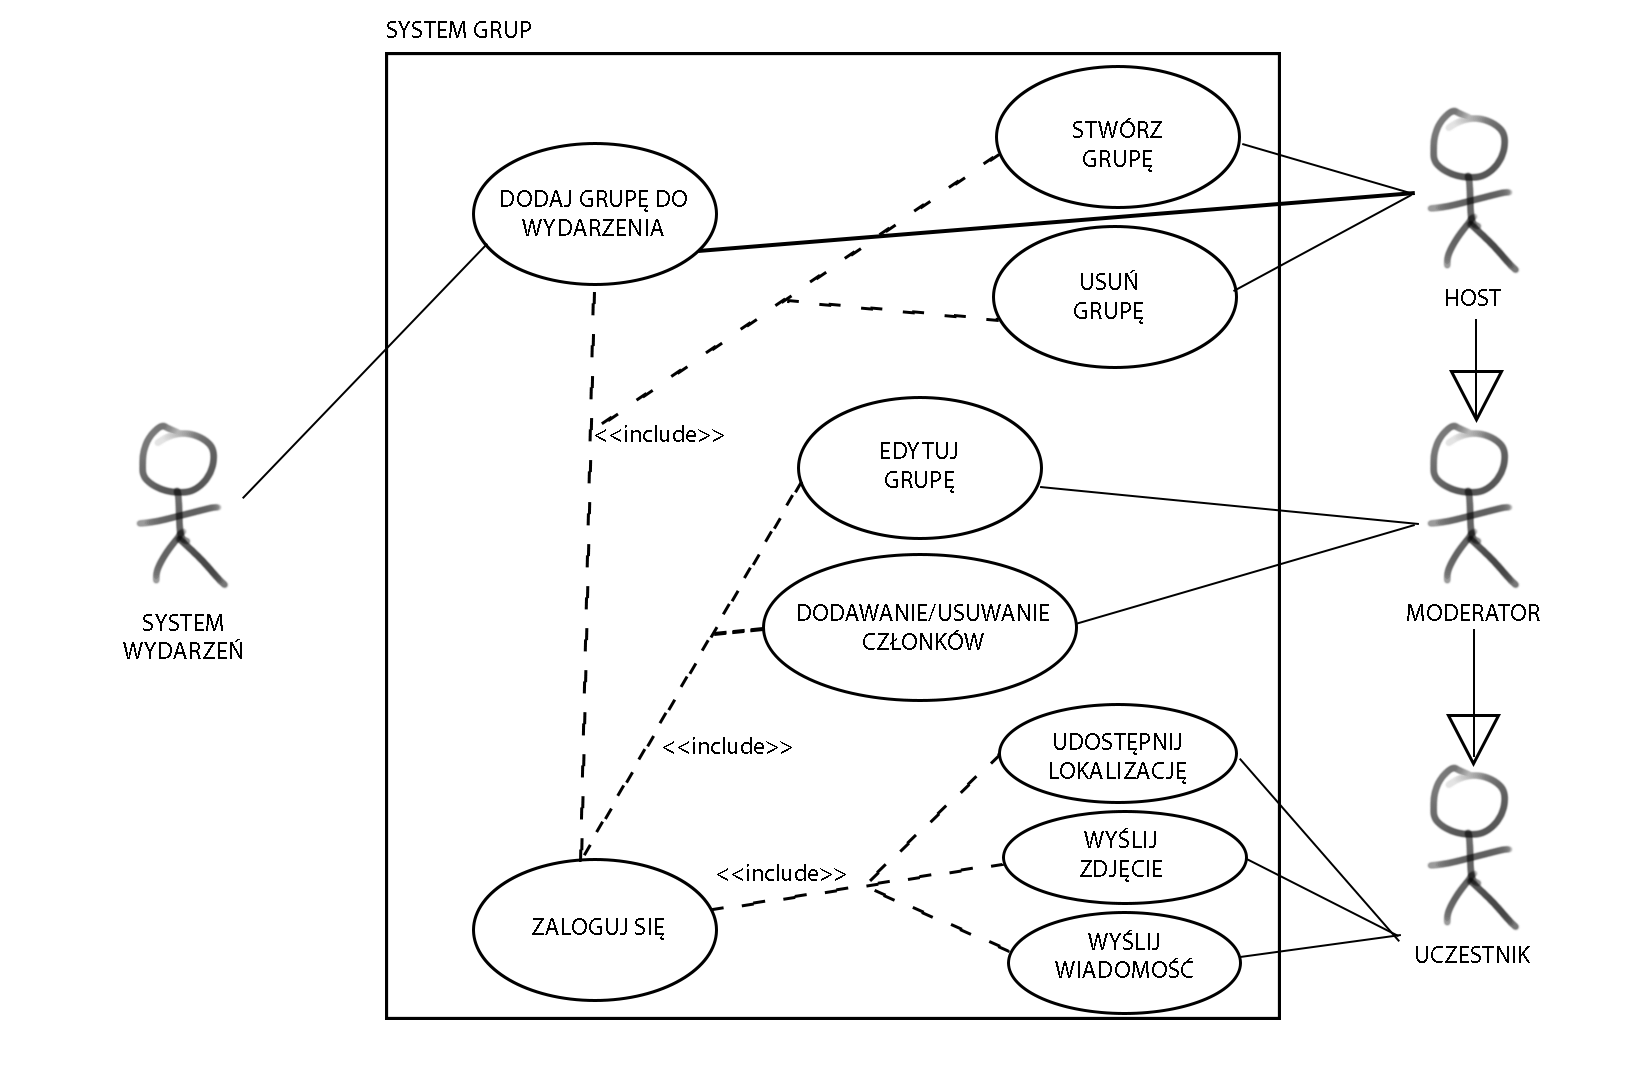 SYSTEM GRUP
STWÓRZ
GRUPĘ
DODAJ GRUPĘ DO
WYDARZENIA
USUŃ
GRUPĘ
HOST
<<include>>
EDYTUJ
GRUPĘ
DODAWANIE/USUWANIE
CZŁONKÓW
SYSTEM
WYDARZEŃ
MODERATOR
<<include>>
UDOSTĘPNIJ
LOKALIZACJĘ
WYŚLIJ
ZDJĘCIE
<<include>>
ZALOGUJ SIĘ
WYŚLIJ
WIADOMOŚĆ
UCZESTNIK